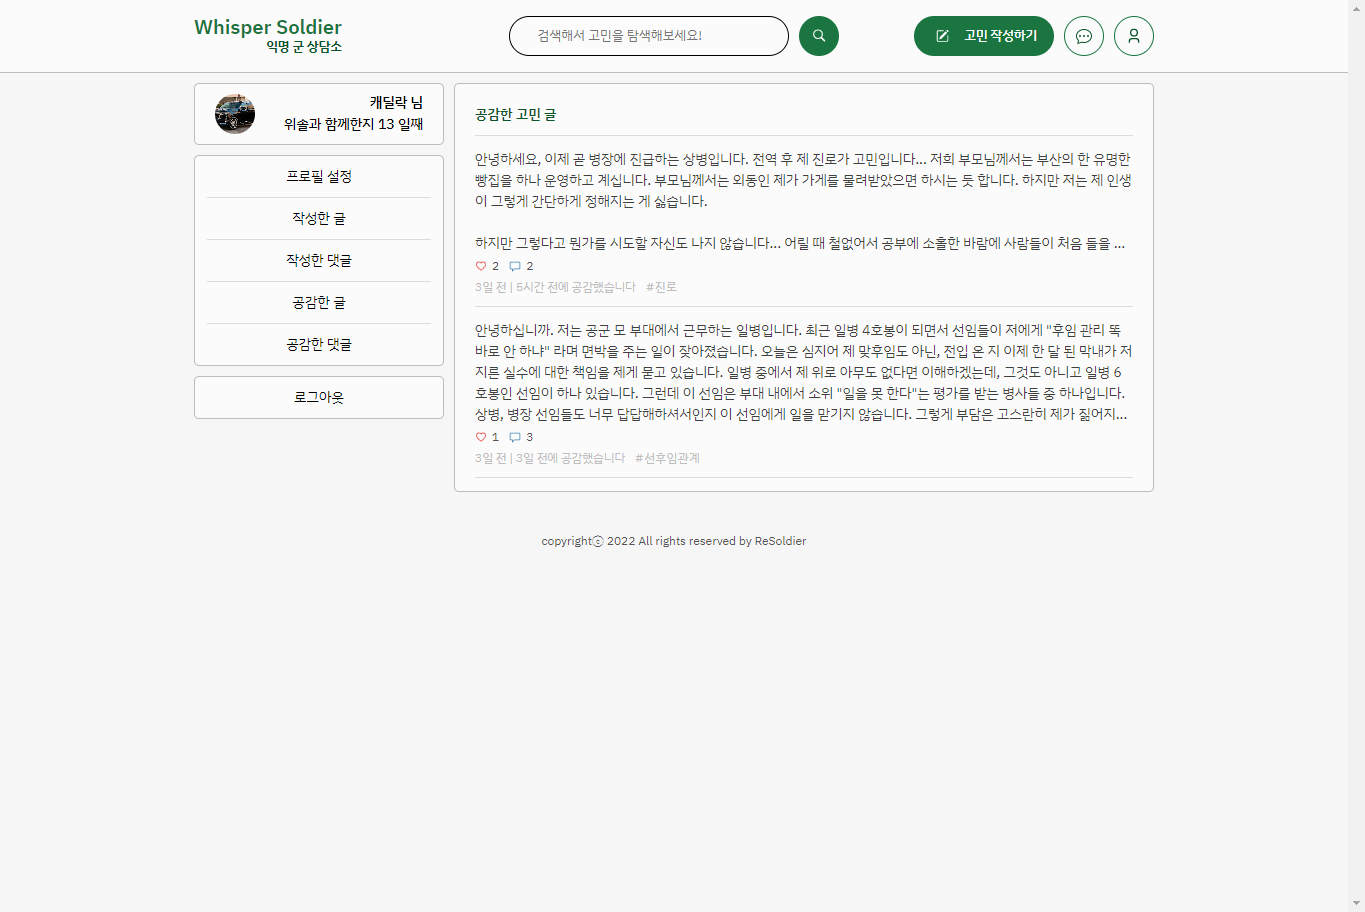 Whisper Soldier
익명 군 상담소
검색해서 고민을 탐색해보세요!
고민 작성하기
캐딜락 님
위솔과 함께한지 13 일째
프로필 설정
작성한 글
작성한 댓글
공감한 글
공감한 댓글
로그아웃
공감한 고민 글
안녕하세요, 이제 곧 병장에 진급하는 상병입니다. 전역 후 제 진로가 고민입니다... 저희 부모님께서는 부산의 한 유명한
빵집을 하나 운영하고 계십니다. 부모님께서는 외동인 제가 가게를 물려받았으면 하시는 듯 합니다. 하지만 저는 제 인생
이 그렇게 간단하게 정해지는 게 싫습니다.
하지만 그렇다고 뭔가를 시도할 자신도 나지 않습니다... 어릴 때 철없어서 공부에 소홀한 바람에 사람들이 처음 들을 ...
2 2
3일 전 | 5시간 전에 공감했습니다 #진로
안녕하십니까. 저는 공군 모 부대에서 근무하는 일병입니다. 최근 일병 4호봉이 되면서 선임들이 저에게 "후임 관리 똑
바로 안 하냐" 라며 면박을 주는 일이 잦아졌습니다. 오늘은 심지어 제 맞후임도 아닌, 전입 온 지 이제 한 달 된 막내가 저
지른 실수에 대한 책임을 제게 묻고 있습니다. 일병 중에서 제 위로 아무도 없다면 이해하겠는데, 그것도 아니고 일병 6
호봉인 선임이 하나 있습니다. 그런데 이 선임은 부대 내에서 소위 "일을 못 한다"는 평가를 받는 병사들 중 하나입니다.
상병, 병장 선임들도 너무 답답해하셔서인지 이 선임에게 일을 맏기지 않습니다. 그렇게 부담은 고스란히 제가 짊어지...
1 3
3일 전 | 3일 전에 공감했습니다 #선후임관계
copyrightⓒ 2022 All rights reserved by ReSoldier